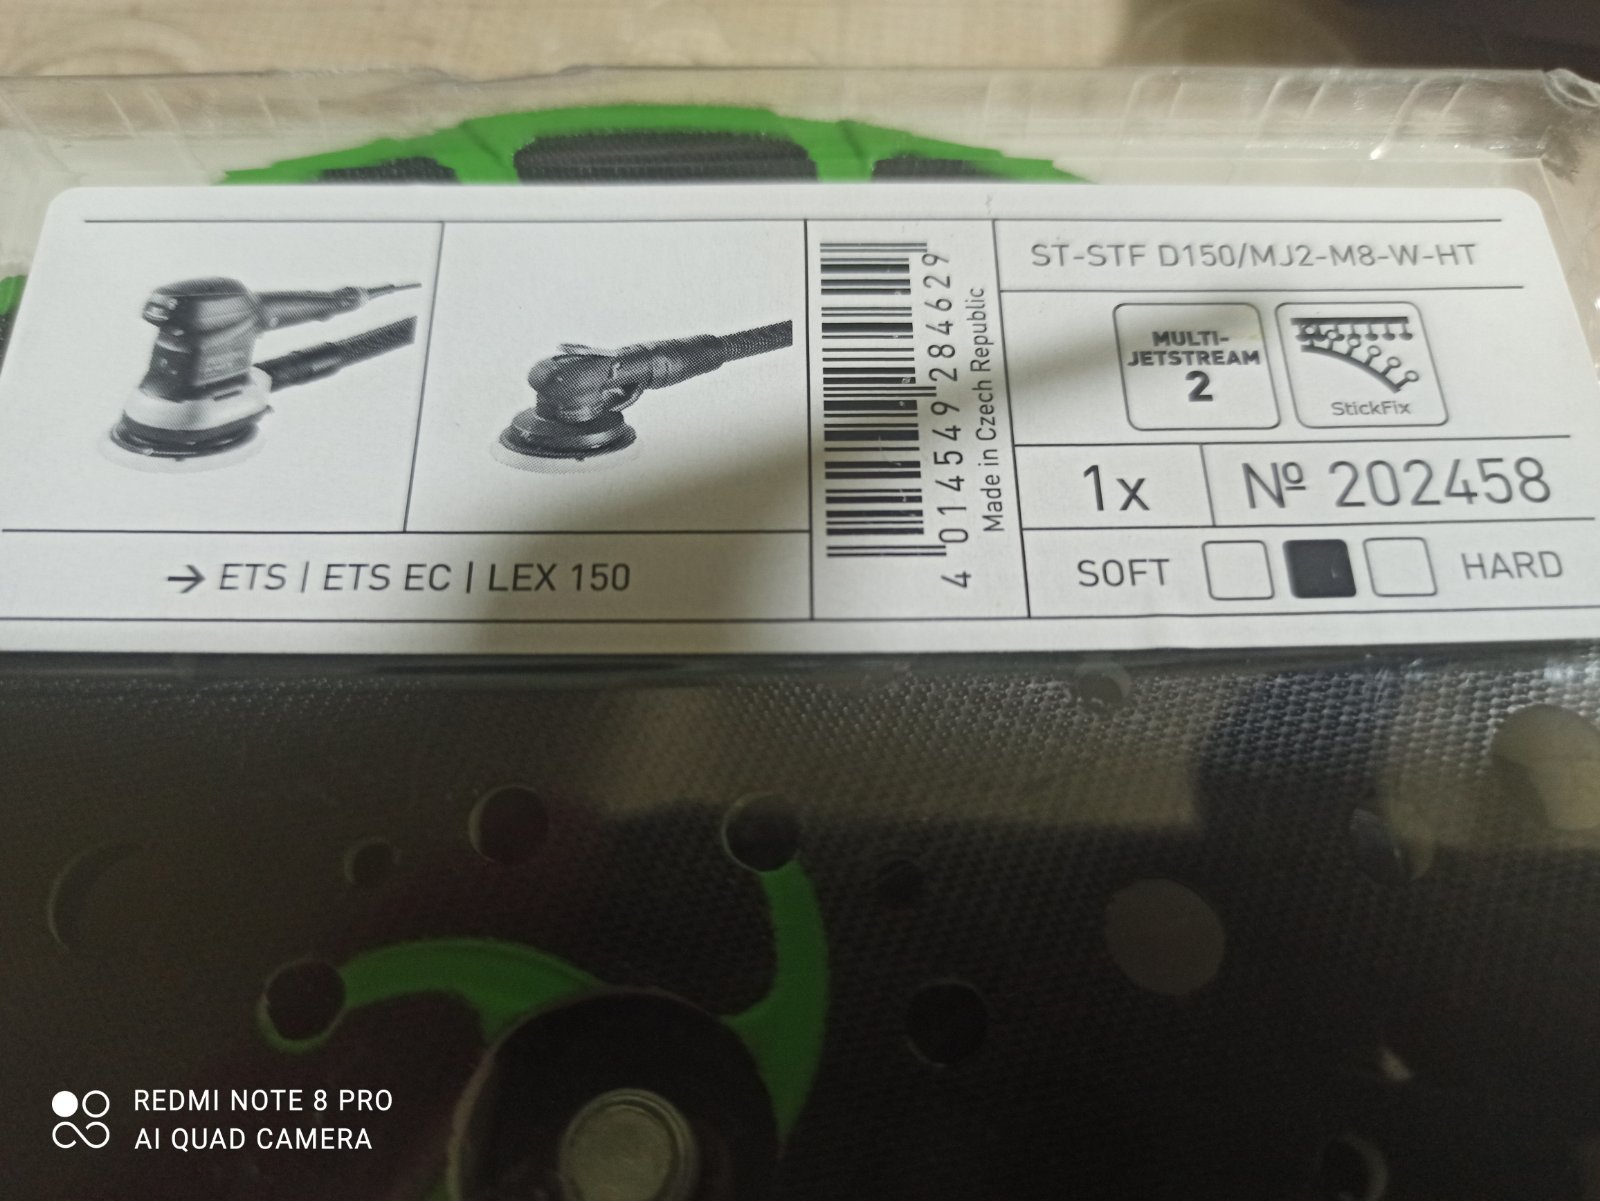 ST-STF D150/MJ2-M8-W-HT
MULTI-
JETSTREAM
2
StickFix
1x
Nº 202458
SOFT
HARD
→ ETS | ETS EC | LEX 150
4 014549 284629
Made in Czech Republic
REDMI NOTE 8 PRO
AI QUAD CAMERA